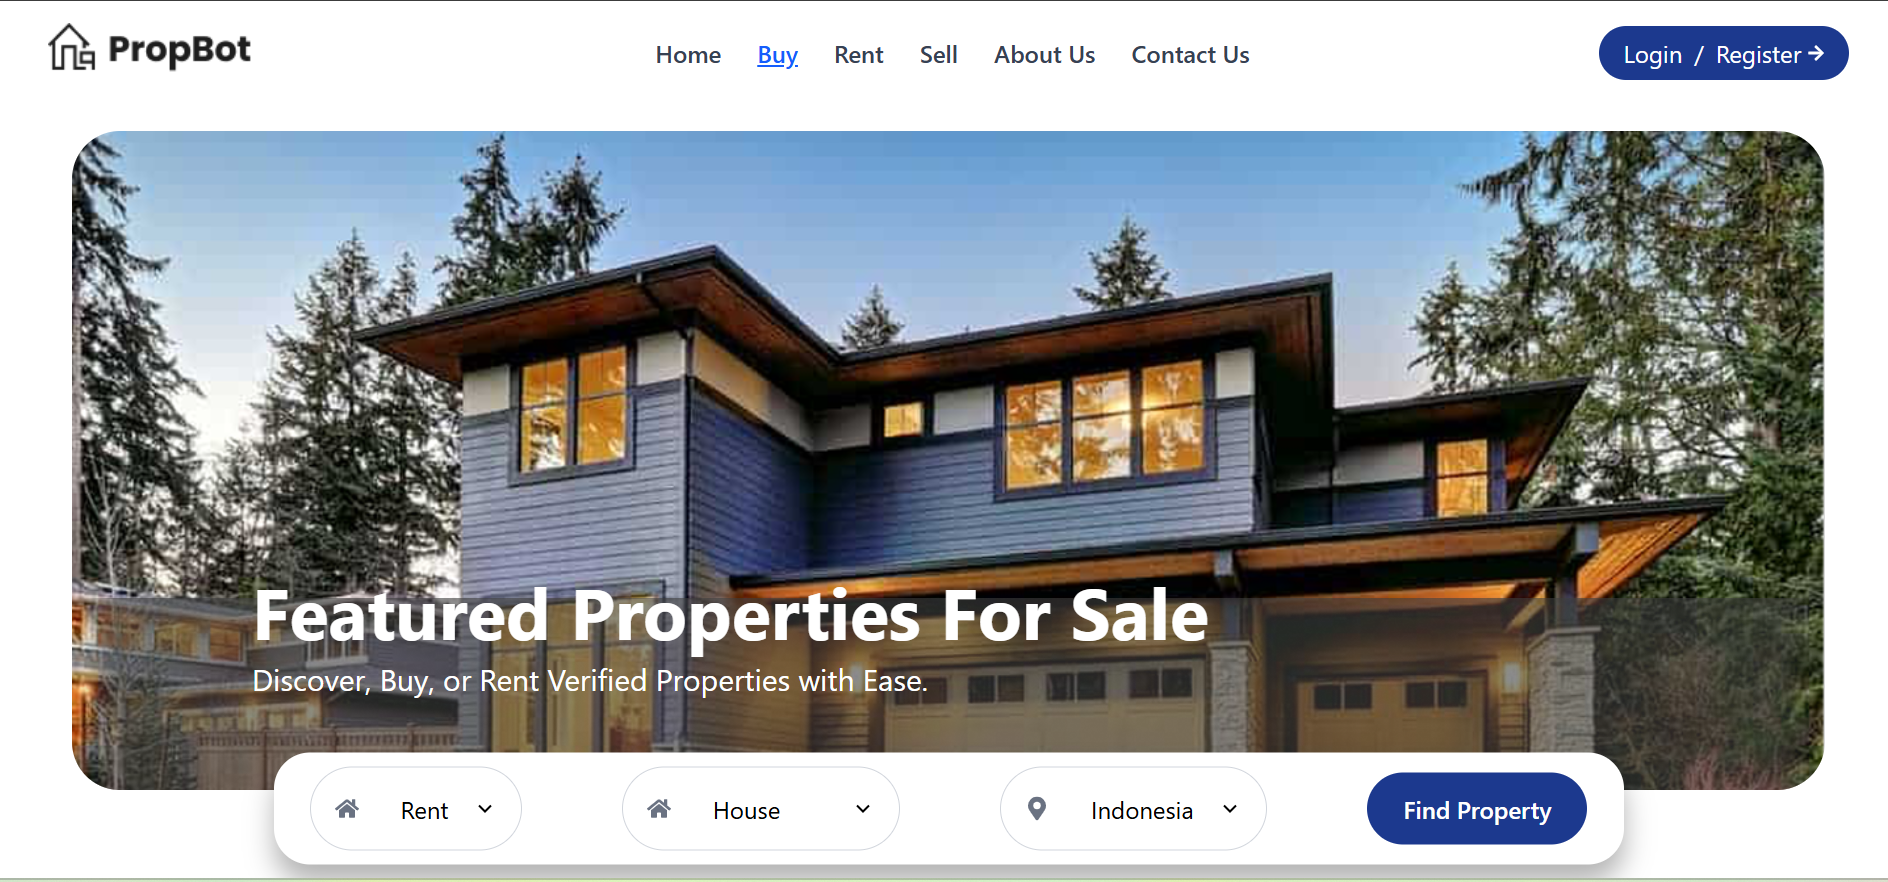 PropBot
Home Buy Rent Sell About Us Contact Us
Login / Register
Featured Properties For Sale
Discover, Buy, or Rent Verified Properties with Ease.
Rent House Indonesia Find Property